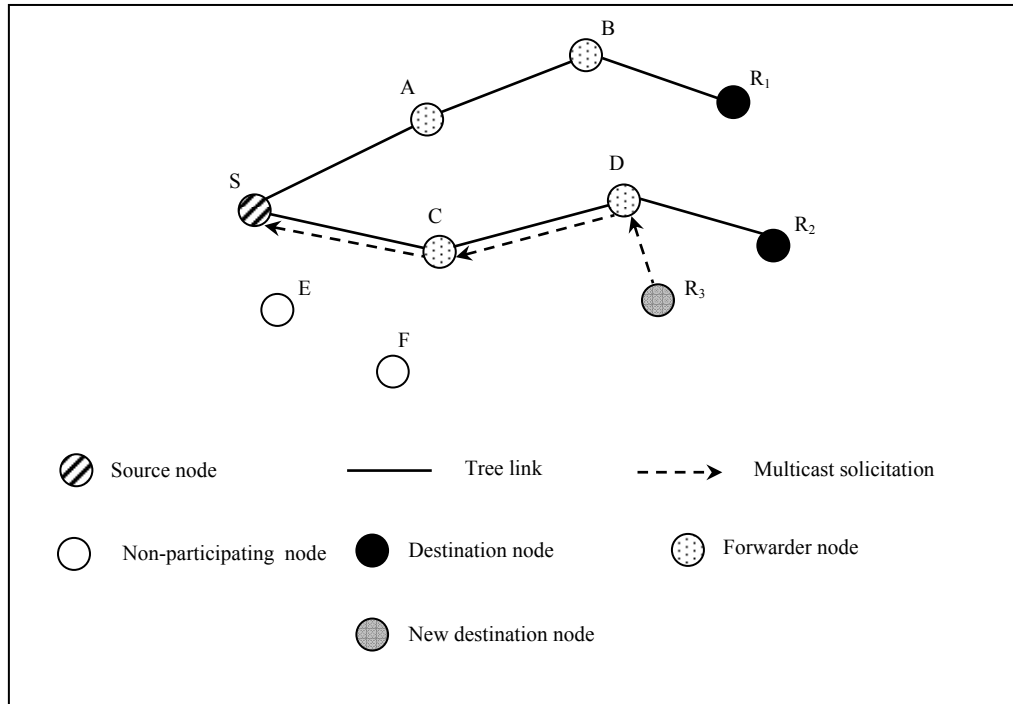 B
R₁
A
D
S
C
R₂
E
R₃
F
Source node
Tree link
Multicast solicitation
Non-participating node
Destination node
Forwarder node
New destination node